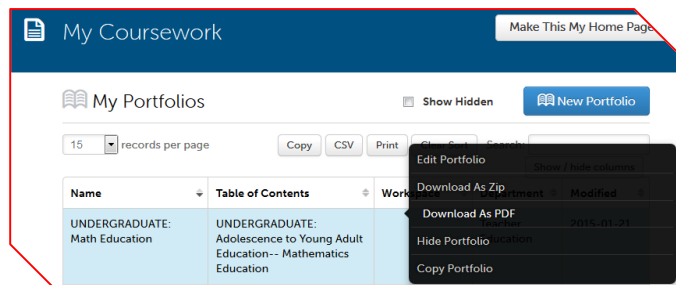 My Coursework
Make This My Home Page
My Portfolios
Show Hidden
New Portfolio
15 records per page
Copy CSV Print Clear Sort Search:
Show / hide columns
Name Table of Contents Workspace Department Modified
UNDERGRADUATE:
Math Education
UNDERGRADUATE:
Adolescence to Young Adult
Education-- Mathematics
Education
Teacher
Education
2015-01-21
Edit Portfolio
Download As Zip
Download As PDF
Hide Portfolio
Copy Portfolio